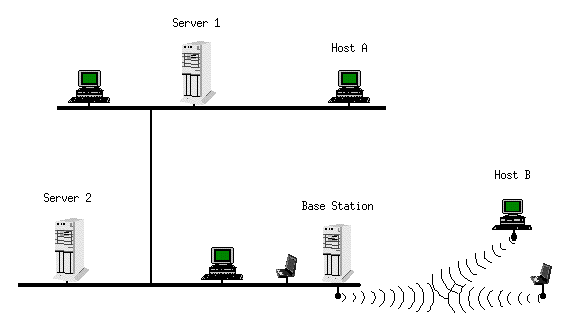 Server 1
Host A
Server 2
Base Station
Host B